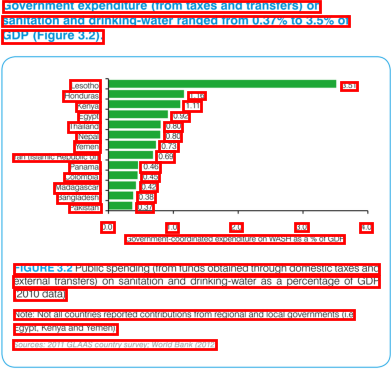 Government expenditure (from taxes and transfers) on
sanitation and drinking-water ranged from 0.37% to 3.5% of
GDP (Figure 3.2).
Lesotho 3.51
Honduras 1.16
Kenya 1.11
Egypt 0.92
Thailand 0.80
Nepal 0.80
Yemen 0.73
Iran (Islamic Republic of) 0.69
Panama 0.46
Colombia 0.45
Madagascar 0.42
Bangladesh 0.38
Pakistan 0.37
0.0 1.0 2.0 3.0 4.0
Government-coordinated expenditure on WASH as a % of GDP
FIGURE 3.2 Public spending (from funds obtained through domestic taxes and
external transfers) on sanitation and drinking-water as a percentage of GDP
(2010 data)
Note: Not all countries reported contributions from regional and local governments (i.e.
Egypt, Kenya and Yemen)
Sources: 2011 GLAAS country survey; World Bank (2012)